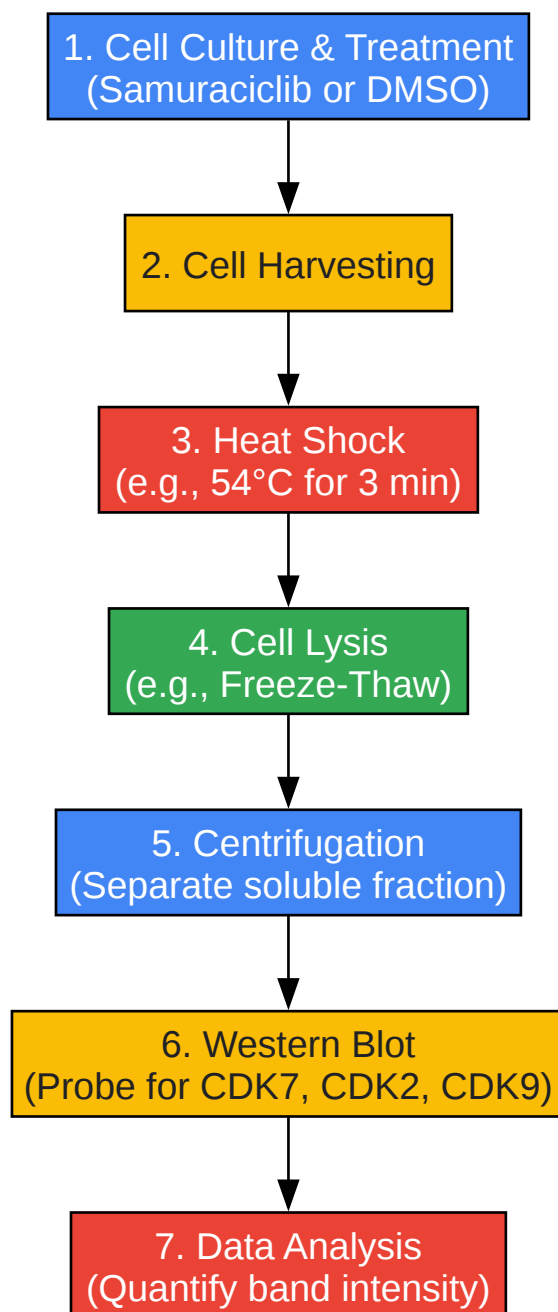 1. Cell Culture & Treatment
(Samuraciclib or DMSO)
2. Cell Harvesting
3. Heat Shock
(e.g., 54°C for 3 min)
4. Cell Lysis
(e.g., Freeze-Thaw)
5. Centrifugation
(Separate soluble fraction)
6. Western Blot
(Probe for CDK7, CDK2, CDK9)
7. Data Analysis
(Quantify band intensity)